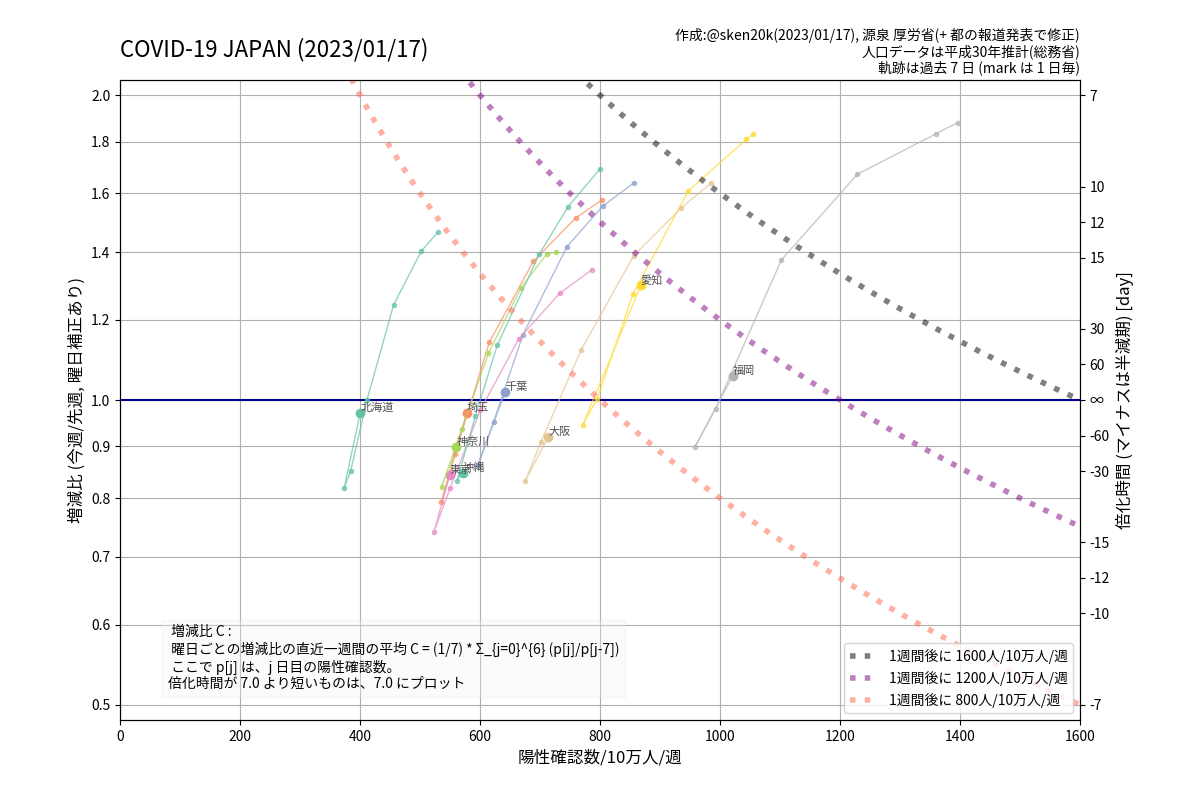 COVID-19 JAPAN (2023/01/17)
作成:@sken20k(2023/01/17), 源泉 厚労省(+ 都の報道発表で修正)
人口データは平成30年推計(総務省)
軌跡は過去 7 日 (mark は 1 日毎)
増減比 (今週/先週, 曜日補正あり)
2.0
1.8
1.6
1.4
1.2
1.0
0.9
0.8
0.7
0.6
0.5
愛知
福岡
千葉
北海道
埼玉
大阪
神奈川
東京
沖縄
7
10
12
15
30
60
∞
-60
-30
-15
-12
-10
-7
倍化時間 (マイナスは半減期) [day]
増減比 C :
曜日ごとの増減比の直近一週間の平均 C = (1/7) * Σ_{j=0}^{6} (p[j]/p[j-7])
ここで p[j] は、j 日目の陽性確認数。
倍化時間が 7.0 より短いものは、7.0 にプロット
1週間後に 1600人/10万人/週
1週間後に 1200人/10万人/週
1週間後に 800人/10万人/週
0 200 400 600 800 1000 1200 1400 1600
陽性確認数/10万人/週